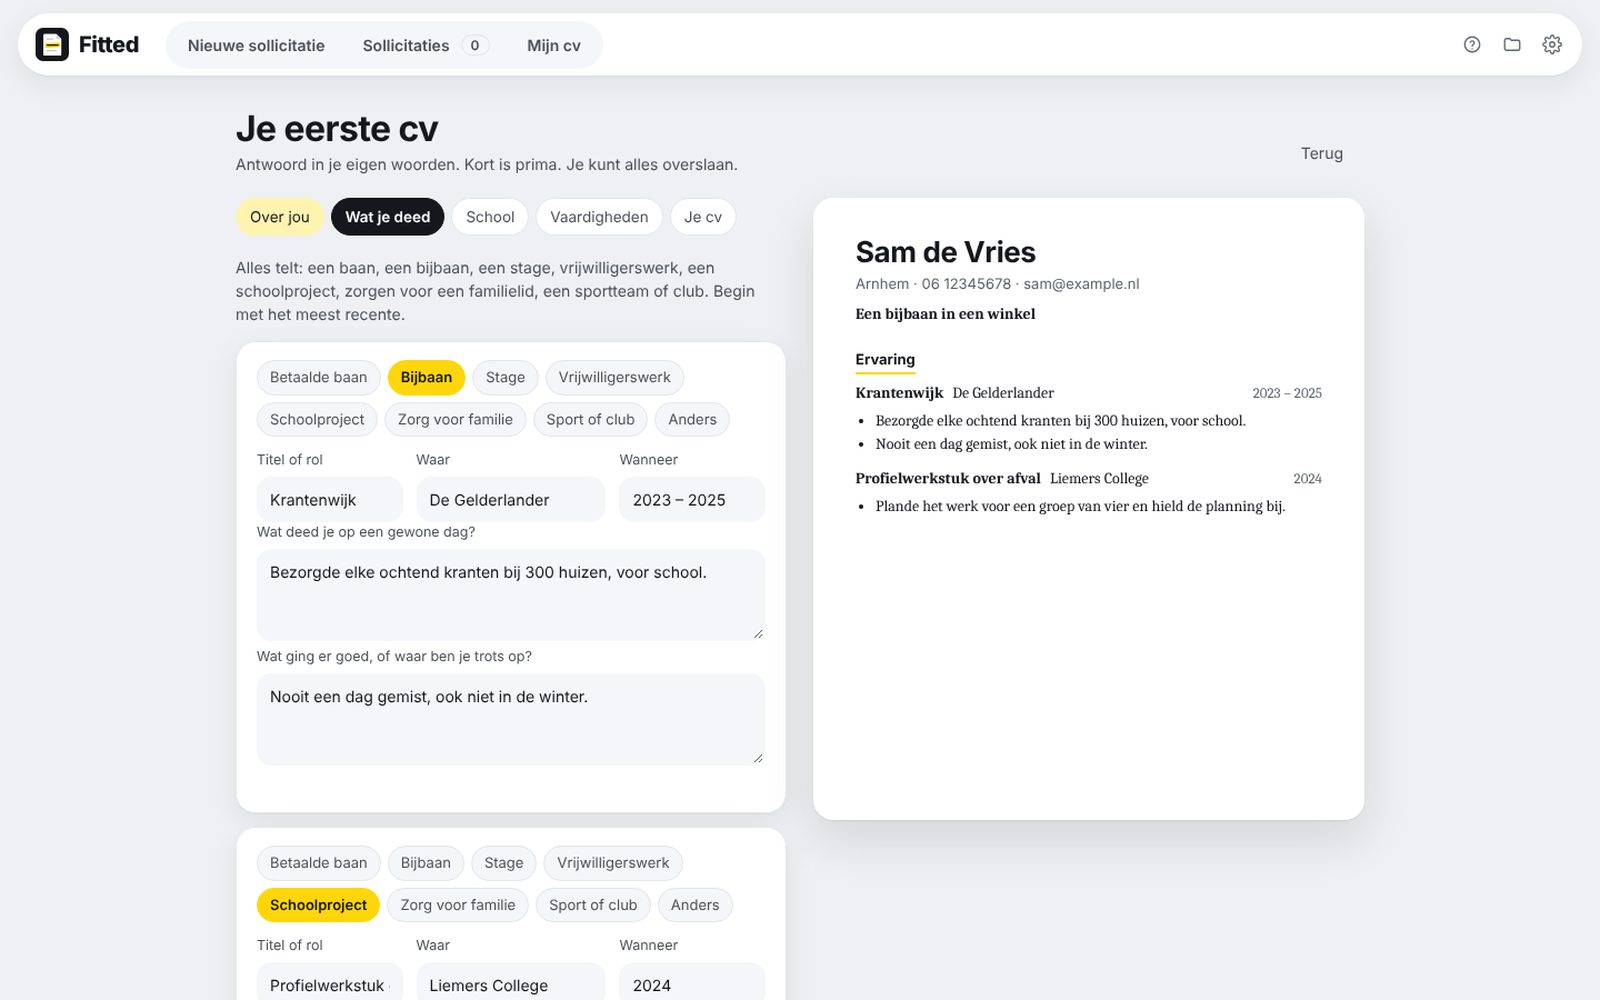 Fitted
Nieuwe sollicitatie
Sollicitaties 0
Mijn cv
Je eerste cv
Antwoord in je eigen woorden. Kort is prima. Je kunt alles overslaan.
Terug
Over jou
Wat je deed
School
Vaardigheden
Je cv
Alles telt: een baan, een bijbaan, een stage, vrijwilligerswerk, een
schoolproject, zorgen voor een familielid, een sportteam of club. Begin
met het meest recente.
Betaalde baan
Bijbaan
Stage
Vrijwilligerswerk
Schoolproject
Zorg voor familie
Sport of club
Anders
Titel of rol
Waar
Wanneer
Krantenwijk
De Gelderlander
2023 – 2025
Wat deed je op een gewone dag?
Bezorgde elke ochtend kranten bij 300 huizen, voor school.
Wat ging er goed, of waar ben je trots op?
Nooit een dag gemist, ook niet in de winter.
Betaalde baan
Bijbaan
Stage
Vrijwilligerswerk
Schoolproject
Zorg voor familie
Sport of club
Anders
Titel of rol
Waar
Wanneer
Profielwerkstuk
Liemers College
2024
Sam de Vries
Arnhem · 06 12345678 · sam@example.nl
Een bijbaan in een winkel
Ervaring
Krantenwijk De Gelderlander 2023 – 2025
• Bezorgde elke ochtend kranten bij 300 huizen, voor school.
• Nooit een dag gemist, ook niet in de winter.
Profielwerkstuk over afval Liemers College 2024
• Plande het werk voor een groep van vier en hield de planning bij.